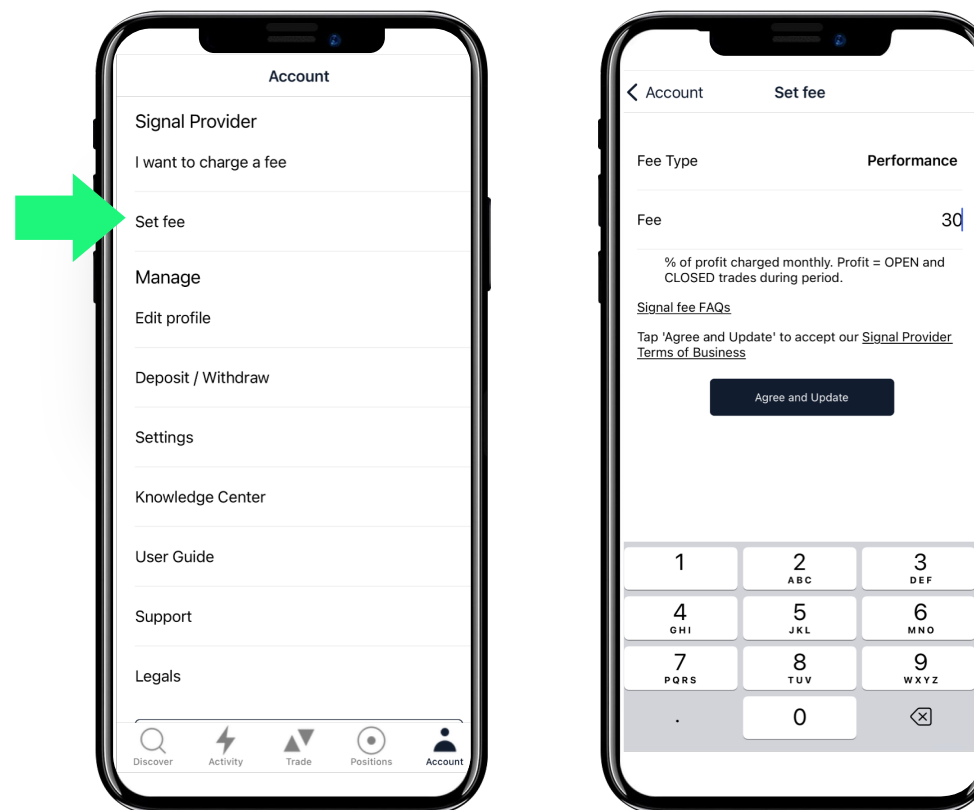 Account
Signal Provider
I want to charge a fee
Set fee
Manage
Edit profile
Deposit / Withdraw
Settings
Knowledge Center
User Guide
Support
Legals
Discover Activity Trade Positions Account
Account Set fee
Fee Type Performance
Fee 30
% of profit charged monthly. Profit = OPEN and
CLOSED trades during period.
Signal fee FAQs
Tap 'Agree and Update' to accept our Signal Provider
Terms of Business
Agree and Update
1 2 3
ABC DEF
4 5 6
GHI JKL MNO
7 8 9
PQRS TUV WXYZ
. 0